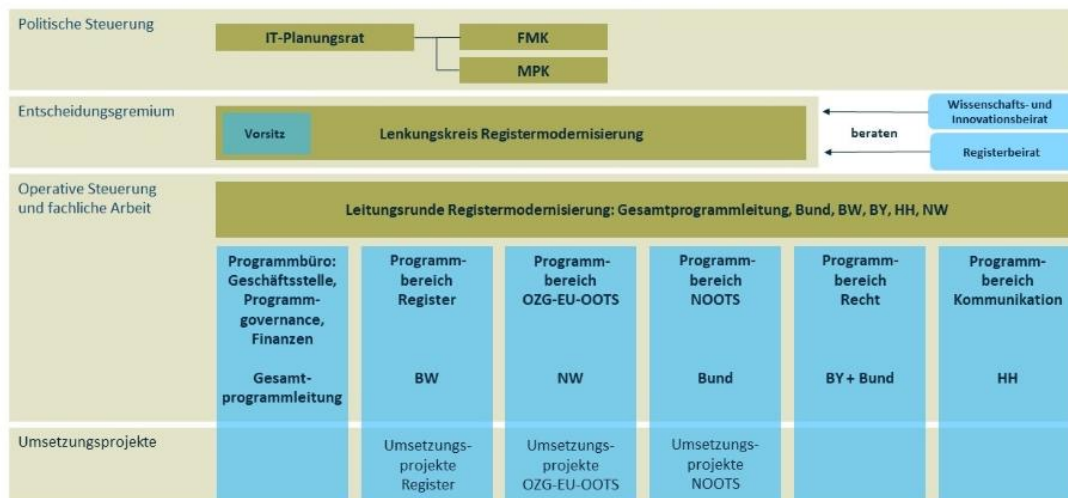 Politische Steuerung
IT-Planungsrat
FMK
MPK
Entscheidungsgremium
Vorsitz
Lenkungskreis Registermodernisierung
beraten
Wissenschafts- und
Innovationsbeirat
Registerbeirat
Operative Steuerung
und fachliche Arbeit
Leitungsrunde Registermodernisierung: Gesamtprogrammleitung, Bund, BW, BY, HH, NW
Programmbüro:
Geschäftsstelle,
Programm-
governance,
Finanzen
Gesamt-
programleitung
Programm-
bereich
Register
BW
Programm-
bereich
OZG-EU-OOTS
NW
Programm-
bereich
NOOTS
Bund
Programm-
bereich
Recht
BY + Bund
Programm-
bereich
Kommunikation
HH
Umsetzungsprojekte
Umsetzungs-
projekte
Register
Umsetzungs-
projekte
OZG-EU-OOTS
Umsetzungs-
projekte
NOOTS